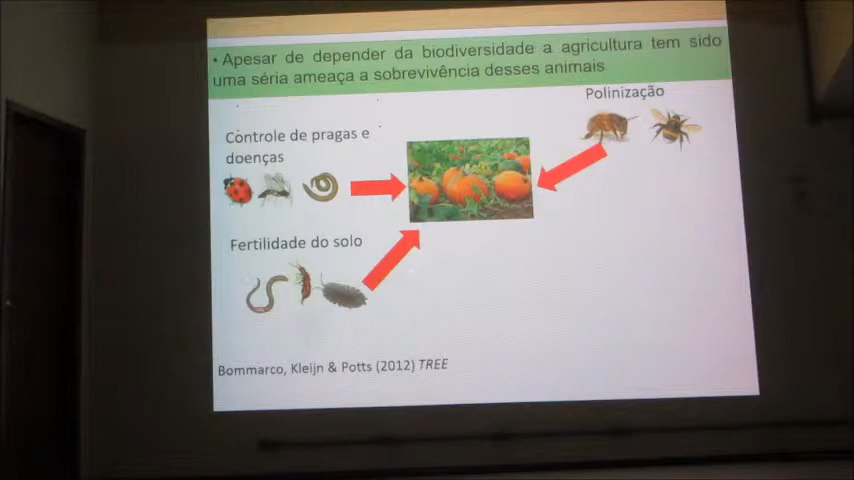 • Apesar de depender da biodiversidade a agricultura tem sido
uma séria ameaça a sobrevivência desses animais
Polinização
Controle de pragas e
doenças
Fertilidade do solo
Bommarco, Kleijn & Potts (2012) TREE